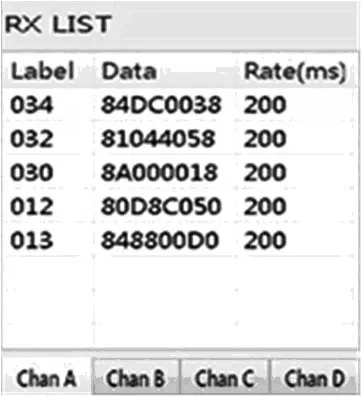 RX LIST
Label Data Rate(ms)
034 84DC0038 200
032 81044058 200
030 8A000018 200
012 80D8C050 200
013 848800D0 200
Chan A Chan B Chan C Chan D